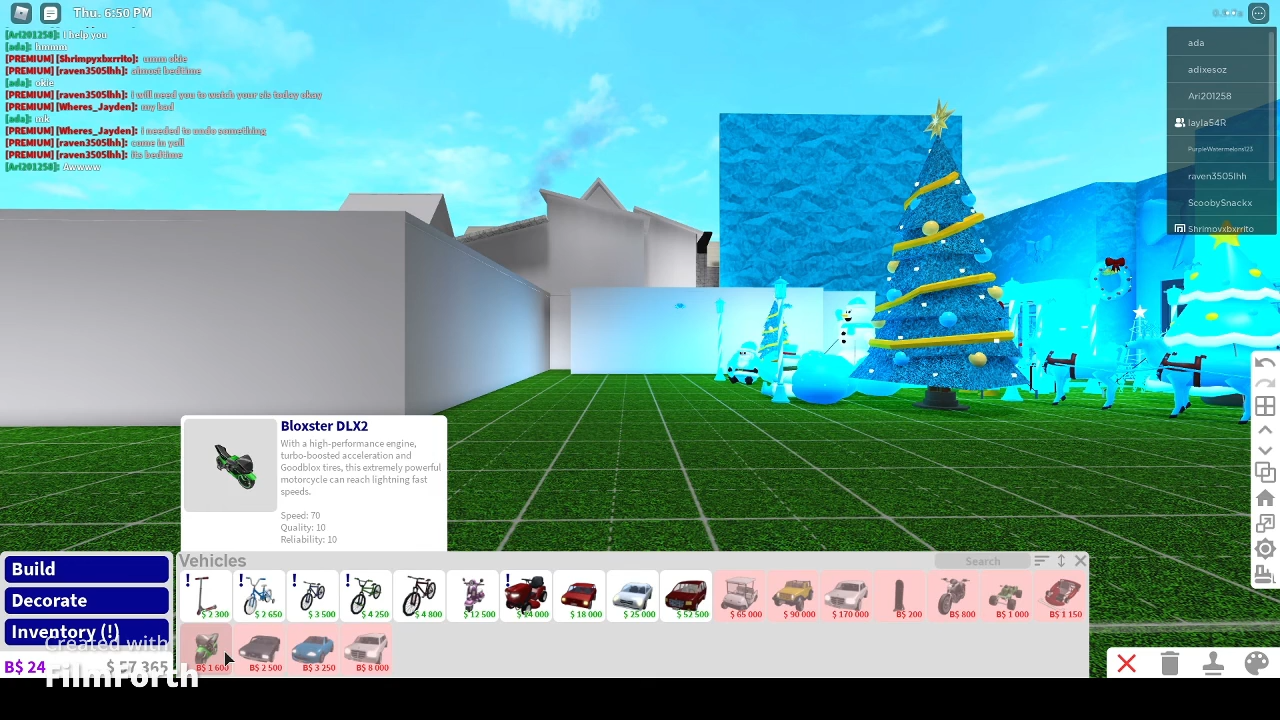 Thu. 6:50 PM
[Ari201258]: I help you
[ada]: hmmm
[PREMIUM] [Shrimpyxbxrrito]: umm okie
[PREMIUM] [raven3505lhh]: almost bedtime
[ada]: okie
[PREMIUM] [raven3505lhh]: I will need you to watch your sis today okay
[PREMIUM] [Wheres_Jayden]: my bad
[ada]: mk
[PREMIUM] [Wheres_Jayden]: I needed to undo something
[PREMIUM] [raven3505lhh]: come in yall
[PREMIUM] [raven3505lhh]: its bedtime
[Ari201258]: Awwww
ada
adixesoz
Ari201258
layla54R
PurpleWatermelons123
raven3505lhh
ScoobySnackx
Shrimpyxbxrrito
Bloxster DLX2
With a high-performance engine,
turbo-boosted acceleration and
Goodblox tires, this extremely powerful
motorcycle can reach lightning fast
speeds.
Speed: 70
Quality: 10
Reliability: 10
Build
Decorate
Inventory (!)
B$ 24 $ 57 365
Created with
FilmForth
Vehicles
Search
! ! ! ! !
$ 2 300 $ 2 650 $ 3 500 $ 4 250 $ 4 800 $ 12 500 $ 14 000 $ 18 000 $ 25 000 $ 52 500 $ 65 000 $ 90 000 $ 170 000 B$ 200 B$ 800 B$ 1 000 B$ 1 150
B$ 1 600 B$ 2 500 B$ 3 250 B$ 8 000